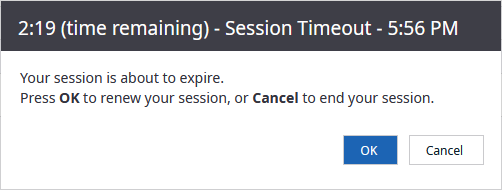 2:19 (time remaining) - Session Timeout - 5:56 PM
Your session is about to expire.
Press OK to renew your session, or Cancel to end your session.
OK
Cancel